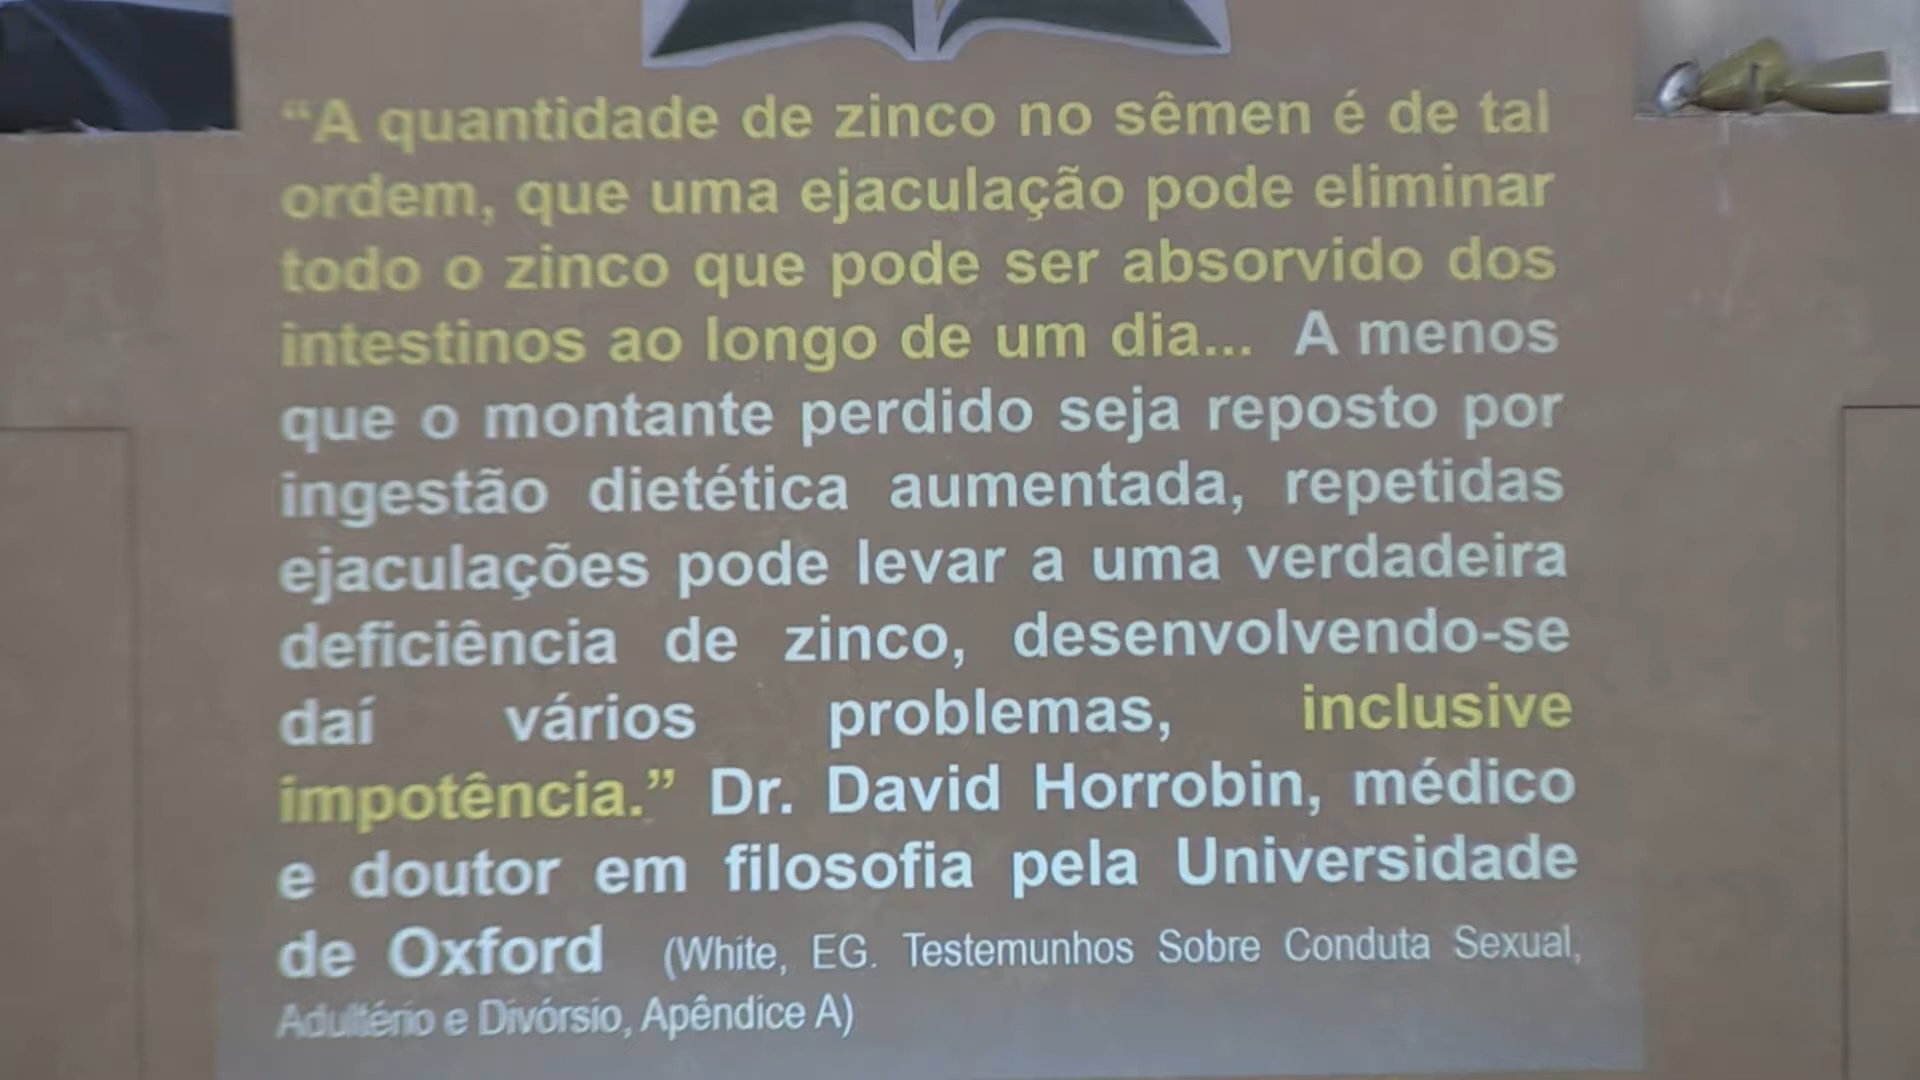 “A quantidade de zinco no sêmen é de tal
ordem, que uma ejaculação pode eliminar
todo o zinco que pode ser absorvido dos
intestinos ao longo de um dia... A menos
que o montante perdido seja reposto por
ingestão dietética aumentada, repetidas
ejaculações pode levar a uma verdadeira
deficiência de zinco, desenvolvendo-se
daí vários problemas, inclusive
impotência.” Dr. David Horrobin, médico
e doutor em filosofia pela Universidade
de Oxford (White, EG. Testemunhos Sobre Conduta Sexual,
Adultério e Divórsio, Apêndice A)